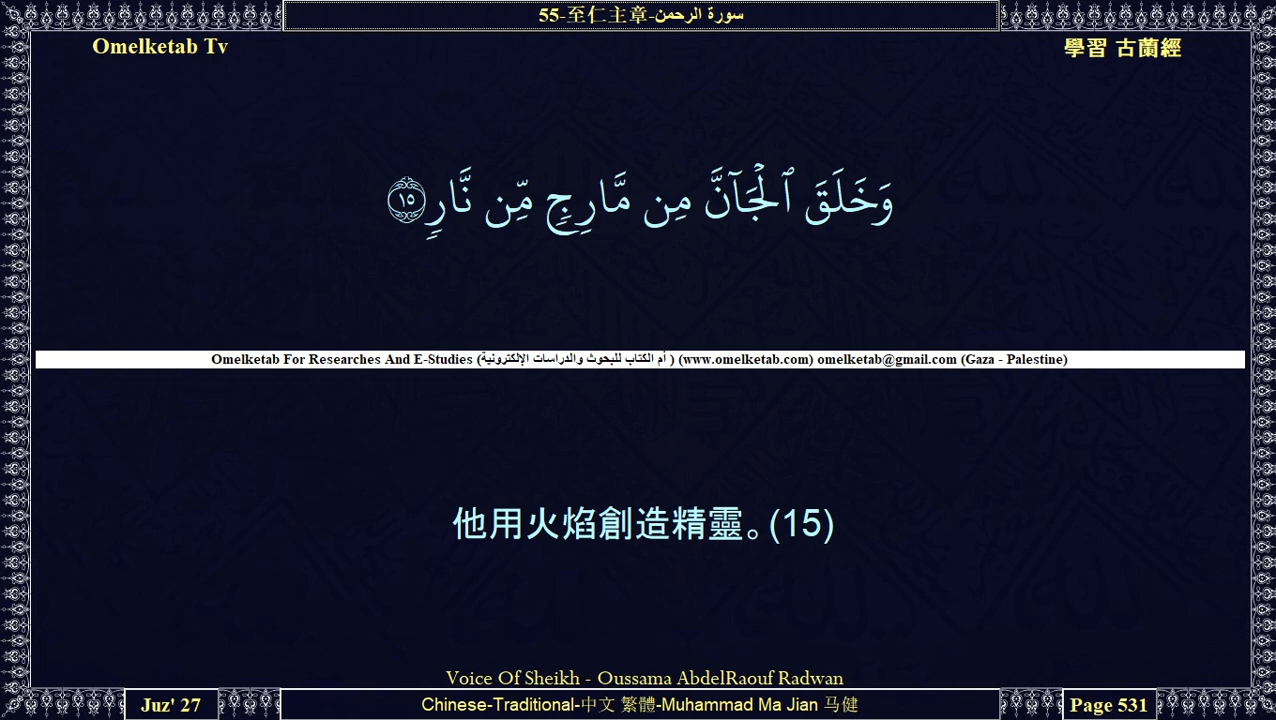 55-至仁主章-سورة الرحمن
Omelketab Tv
學習 古蘭經
وَخَلَقَ ٱلْجَآنَّ مِن مَّارِجٍۢ مِّن نَّارٍۢ ١٥
Omelketab For Researches And E-Studies (أم الكتاب للبحوث والدراسات الإلكترونية ) (www.omelketab.com) omelketab@gmail.com (Gaza - Palestine)
他用火焰創造精靈。(15)
Voice Of Sheikh - Oussama AbdelRaouf Radwan
Juz' 27
Chinese-Traditional-中文 繁體-Muhammad Ma Jian 马健
Page 531